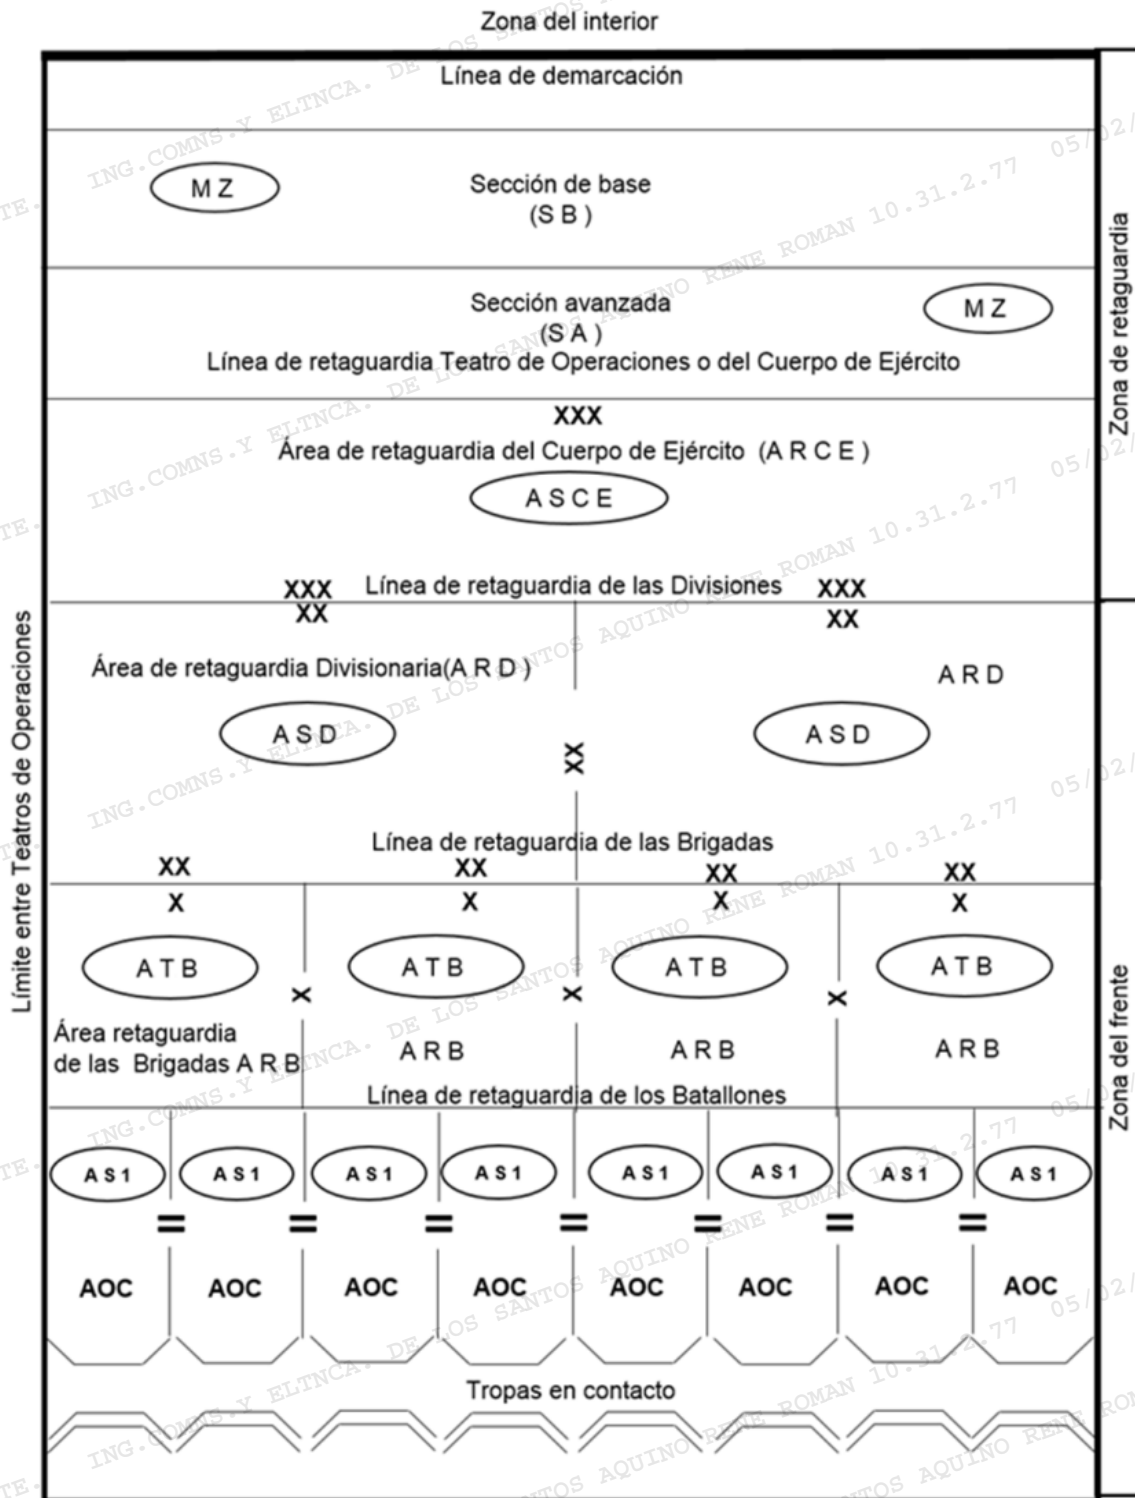 Zona del interior
Línea de demarcación
M Z
Sección de base
(S B )
Sección avanzada
(S A )
M Z
Línea de retaguardia Teatro de Operaciones o del Cuerpo de Ejército
XXX
Área de retaguardia del Cuerpo de Ejército (A R C E )
A S C E
Zona de retaguardia
XXX Línea de retaguardia de las Divisiones XXX
XX XX
Área de retaguardia Divisionaria(A R D )
A R D
A S D A S D
XX
Límite entre Teatros de Operaciones
Línea de retaguardia de las Brigadas
XX XX XX XX
X X X X
A T B A T B A T B A T B
X X X
Área retaguardia
de las Brigadas A R B
A R B A R B A R B
Línea de retaguardia de los Batallones
Zona del frente
A S 1 A S 1 A S 1 A S 1 A S 1 A S 1 A S 1 A S 1
AOC AOC AOC AOC AOC AOC AOC AOC
Tropas en contacto
ING.COMNS.Y ELTNCA. DE LOS SANTOS AQUINO RENE ROMAN 10.31.2.77 05/02/